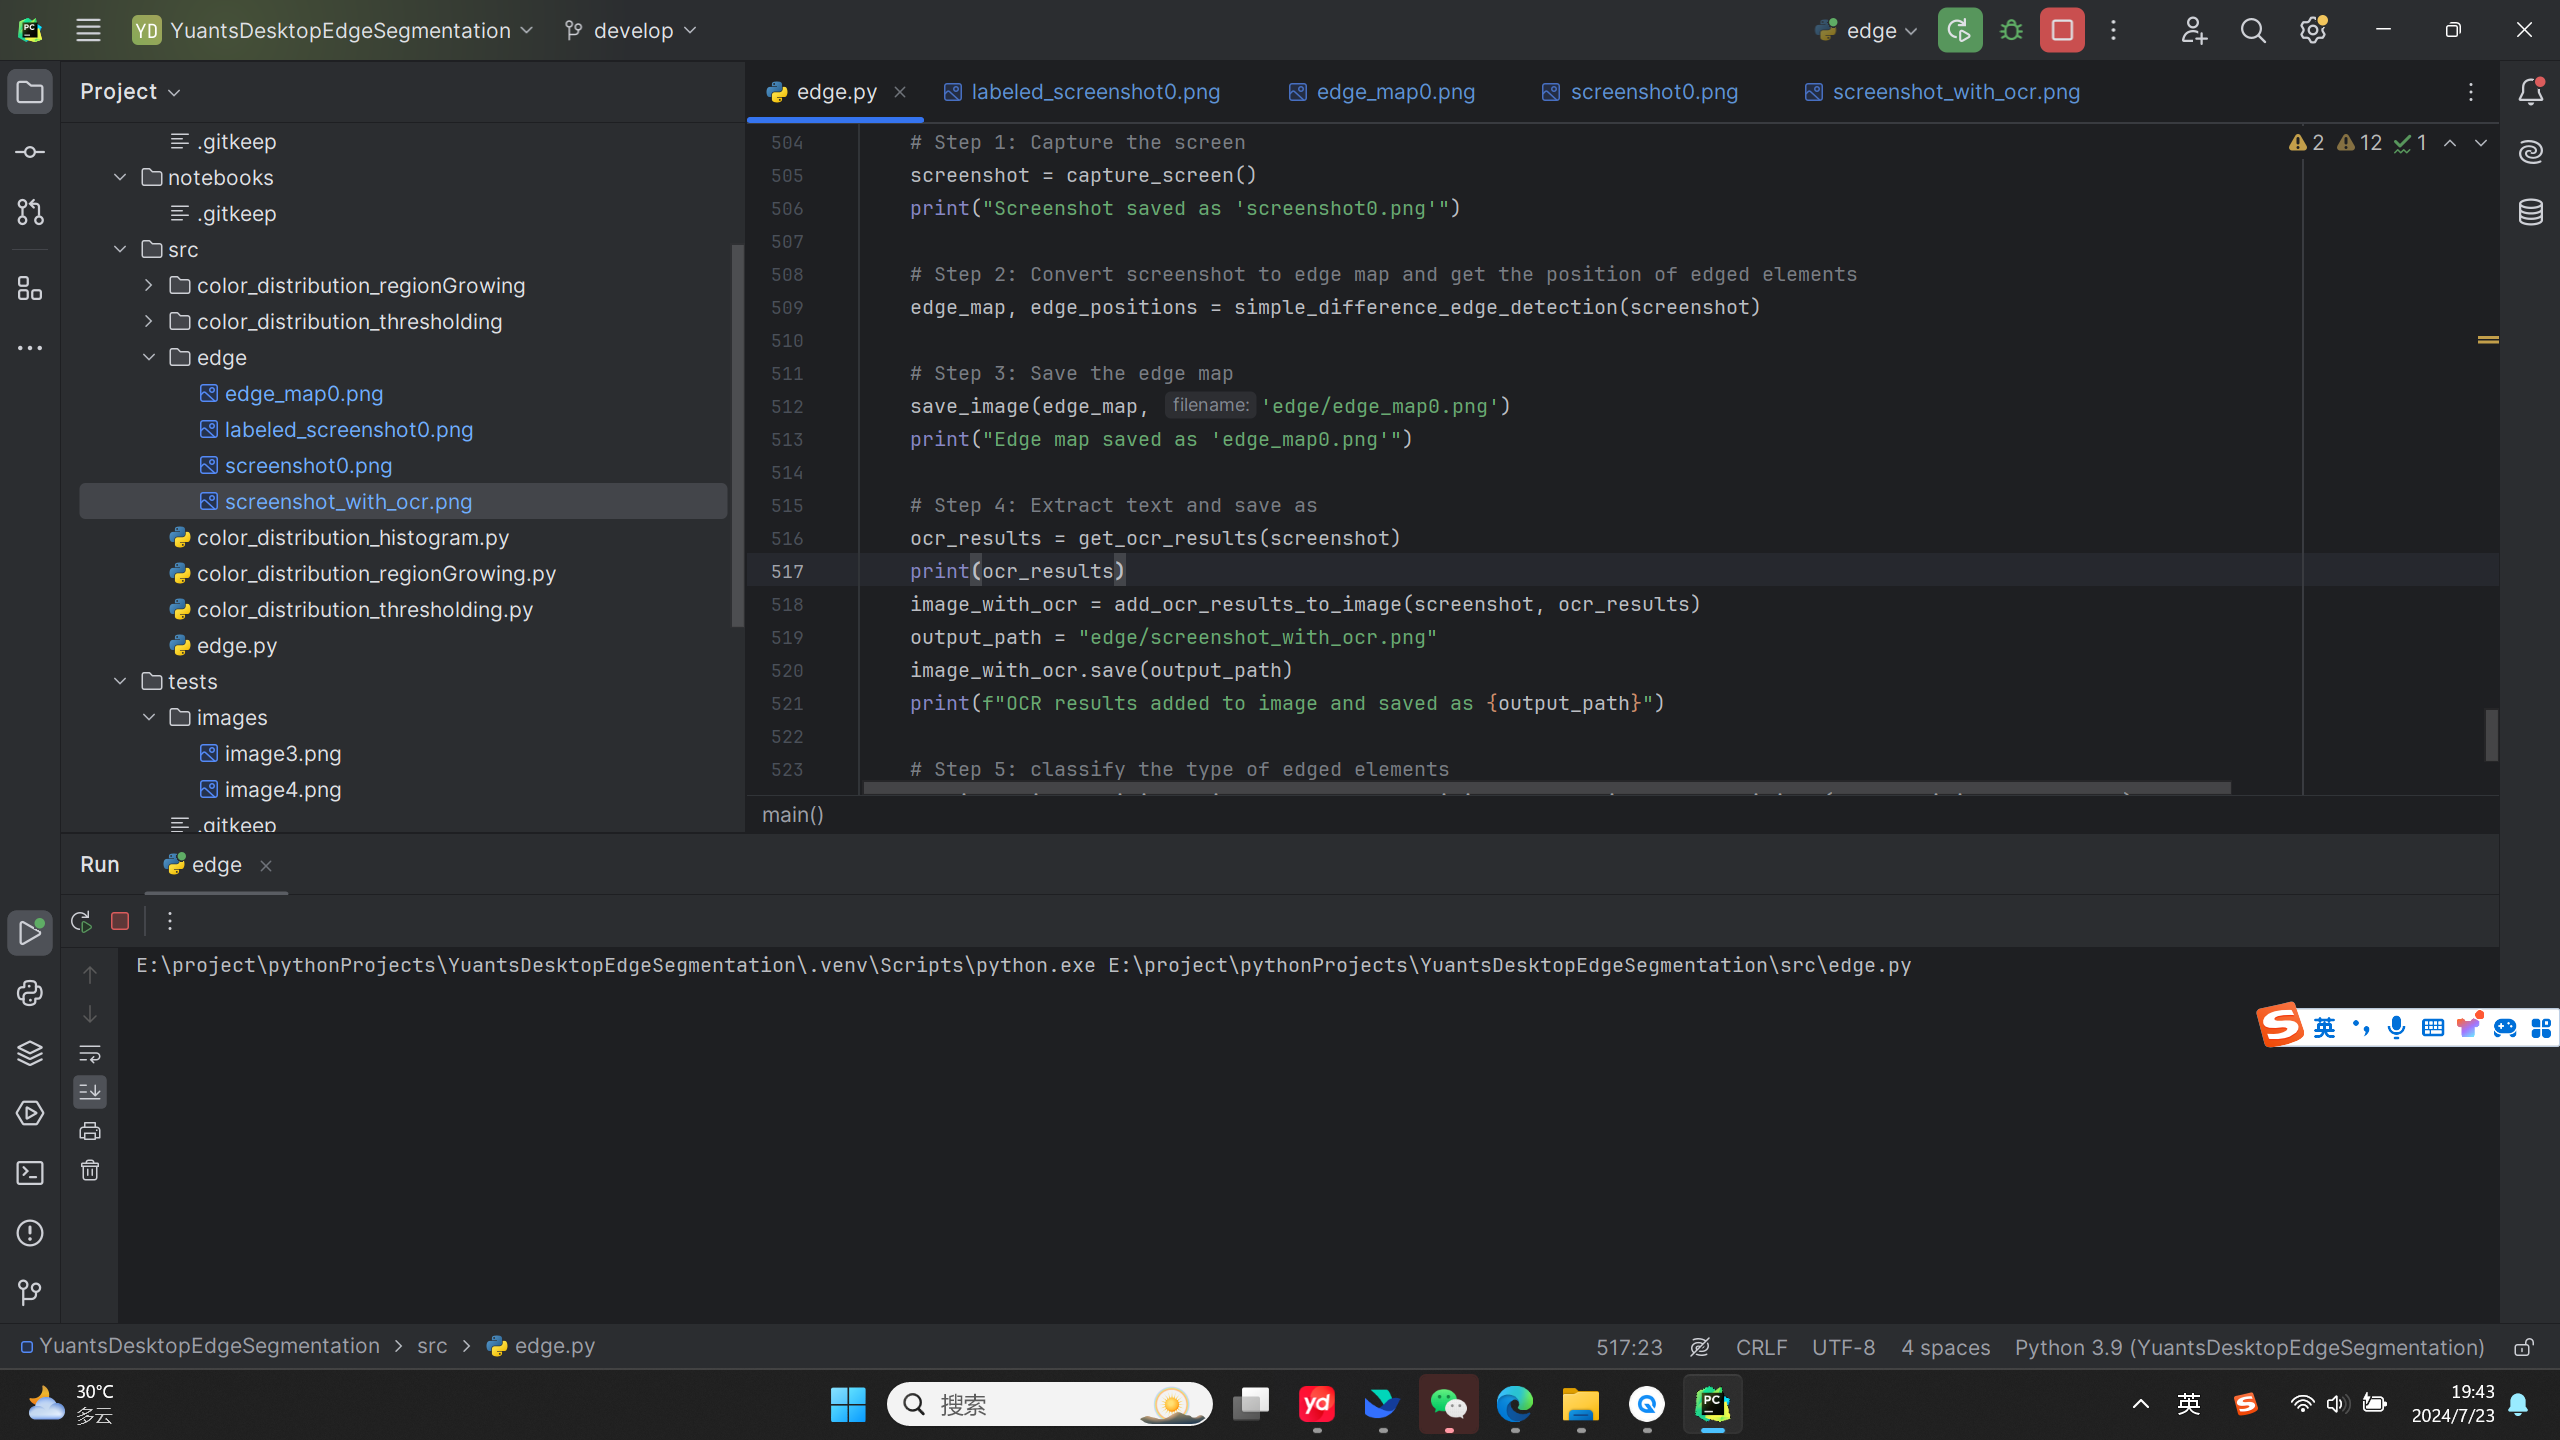 YD YuantsDesktopEdgeSegmentation develop edge
Project
edge.py labeled_screenshot0.png edge_map0.png screenshot0.png screenshot_with_ocr.png
.gitkeep
notebooks
.gitkeep
src
color_distribution_regionGrowing
color_distribution_thresholding
edge
edge_map0.png
labeled_screenshot0.png
screenshot0.png
screenshot_with_ocr.png
color_distribution_histogram.py
color_distribution_regionGrowing.py
color_distribution_thresholding.py
edge.py
tests
images
image3.png
image4.png
.gitkeep
2 12 1
504 # Step 1: Capture the screen
505 screenshot = capture_screen()
506 print("Screenshot saved as 'screenshot0.png'")
507
508 # Step 2: Convert screenshot to edge map and get the position of edged elements
509 edge_map, edge_positions = simple_difference_edge_detection(screenshot)
510
511 # Step 3: Save the edge map
512 save_image(edge_map, filename: 'edge/edge_map0.png')
513 print("Edge map saved as 'edge_map0.png'")
514
515 # Step 4: Extract text and save as
516 ocr_results = get_ocr_results(screenshot)
517 print(ocr_results)
518 image_with_ocr = add_ocr_results_to_image(screenshot, ocr_results)
519 output_path = "edge/screenshot_with_ocr.png"
520 image_with_ocr.save(output_path)
521 print(f"OCR results added to image and saved as {output_path}")
522
523 # Step 5: classify the type of edged elements
main()
Run edge
E:\project\pythonProjects\YuantsDesktopEdgeSegmentation\.venv\Scripts\python.exe E:\project\pythonProjects\YuantsDesktopEdgeSegmentation\src\edge.py
英
YuantsDesktopEdgeSegmentation src edge.py
517:23 CRLF UTF-8 4 spaces Python 3.9 (YuantsDesktopEdgeSegmentation)
30°C
多云
搜索
yd
PC
英
19:43
2024/7/23